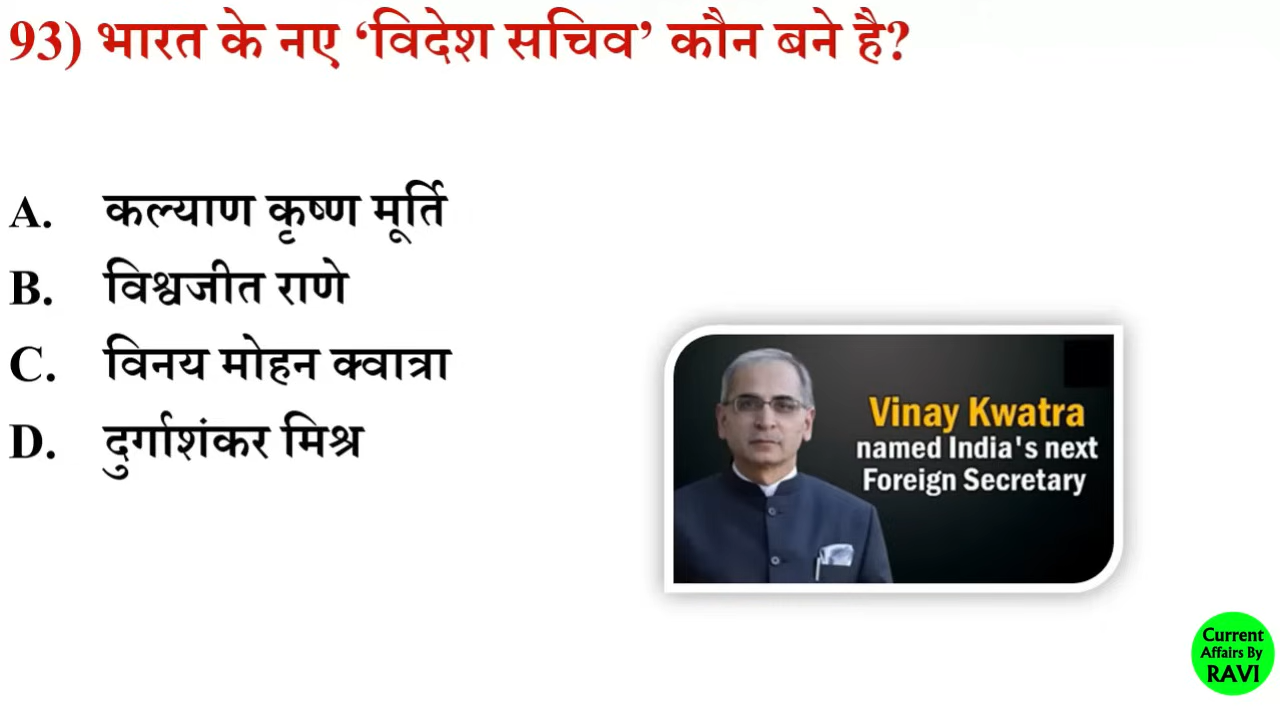 93) भारत के नए ‘विदेश सचिव’ कौन बने है?
A. कल्याण कृष्ण मूर्ति
B. विश्वजीत राणे
C. विनय मोहन क्वात्रा
D. दुर्गाशंकर मिश्र
Vinay Kwatra
named India's next
Foreign Secretary
Current
Affairs By
RAVI